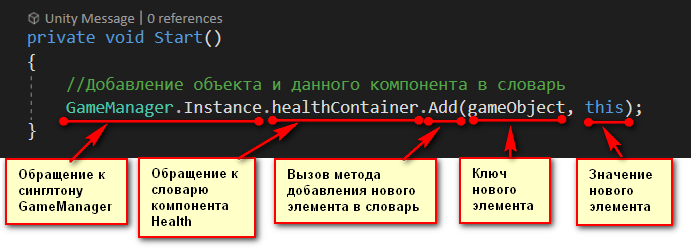 Unity Message | 0 references
private void Start()
{
//Добавление объекта и данного компонента в словарь
GameManager.Instance.healthContainer.Add(gameObject, this);
}
Обращение к
синглтону
GameManager
Обращение к
словарю
компонента
Health
Вызов метода
добавления нового
элемента в словарь
Ключ
нового
элемента
Значение
нового
элемента